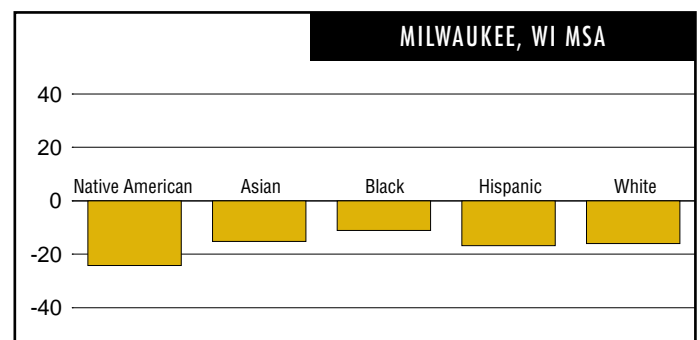 MILWAUKEE, WI MSA
40
20
Native American Asian Black Hispanic White
0
-20
-40